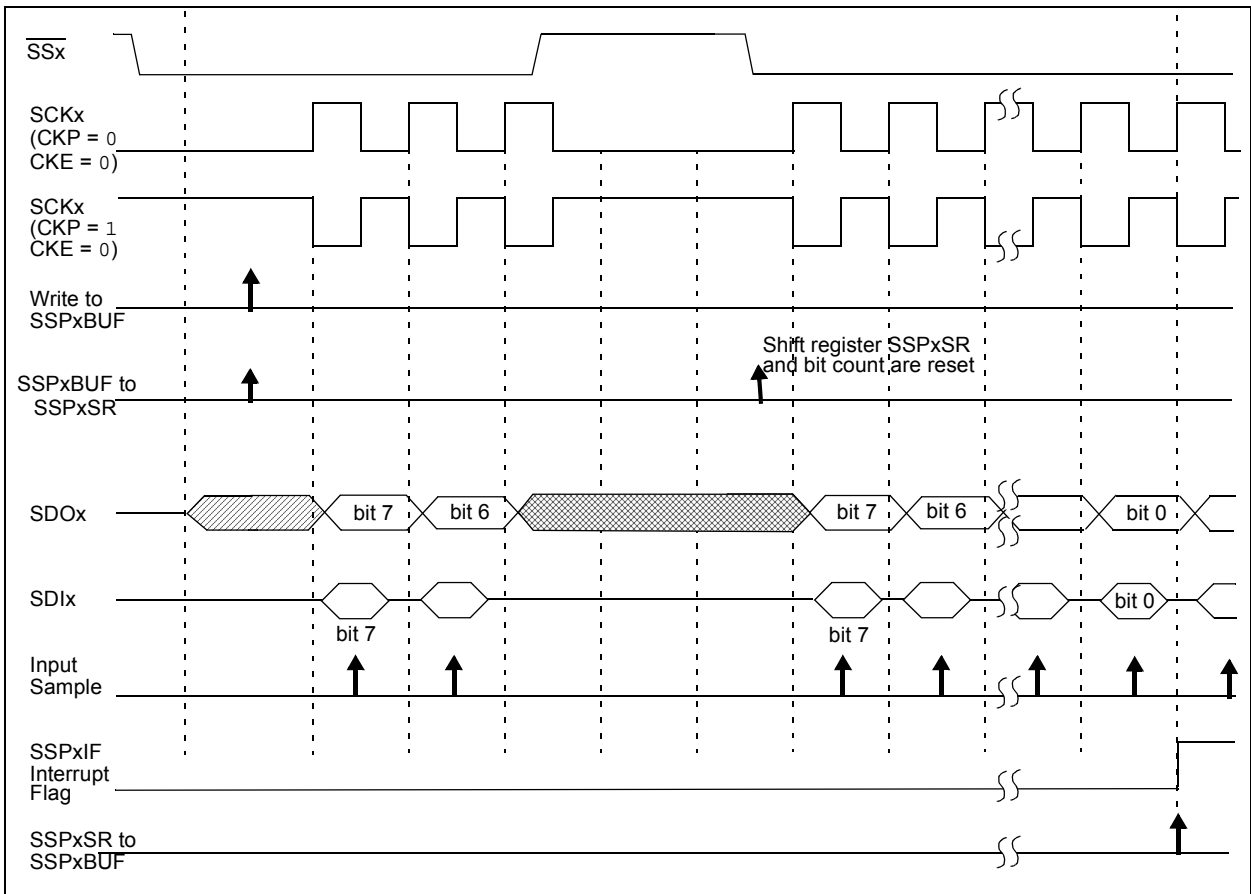 SSx
SCKx
(CKP = 0
CKE = 0)
SCKx
(CKP = 1
CKE = 0)
Write to
SSPxBUF
Shift register SSPxSR
and bit count are reset
SSPxBUF to
SSPxSR
SDOx
bit 7
bit 6
bit 7
bit 6
bit 0
SDIx
bit 0
bit 7
bit 7
Input
Sample
SSPxIF
Interrupt
Flag
SSPxSR to
SSPxBUF